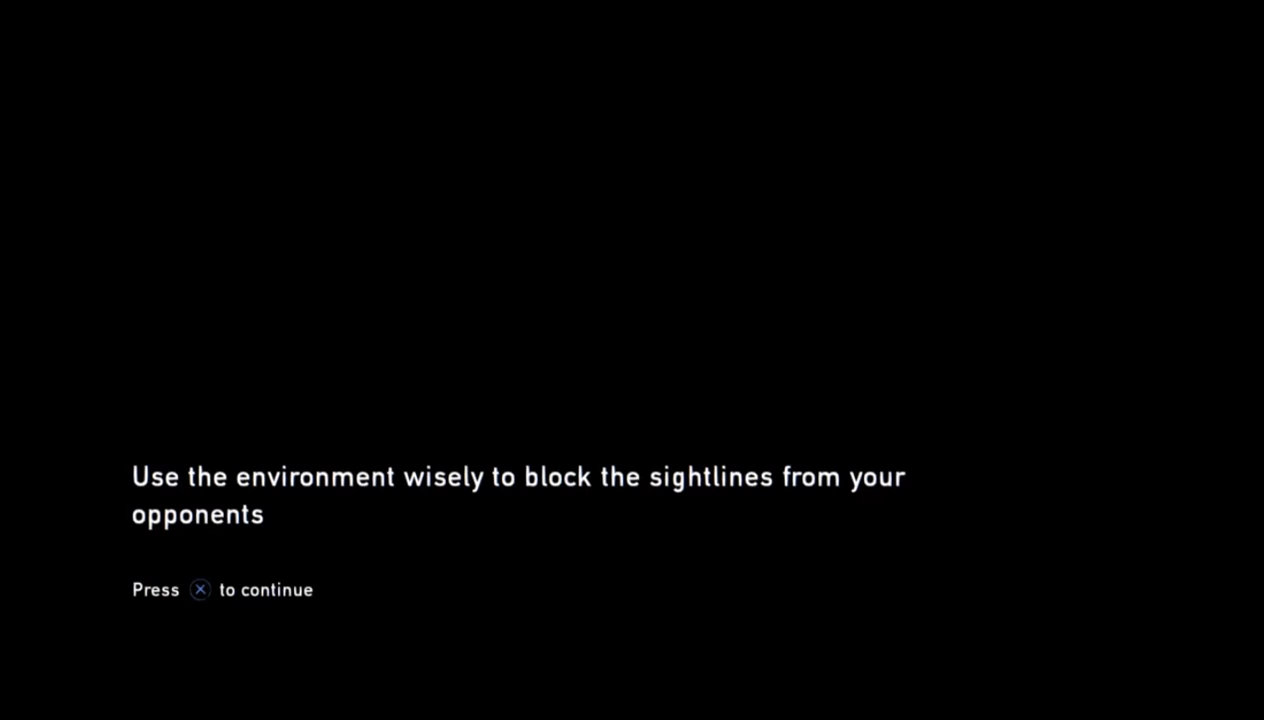 Use the environment wisely to block the sightlines from your
opponents
Press ⓧ to continue